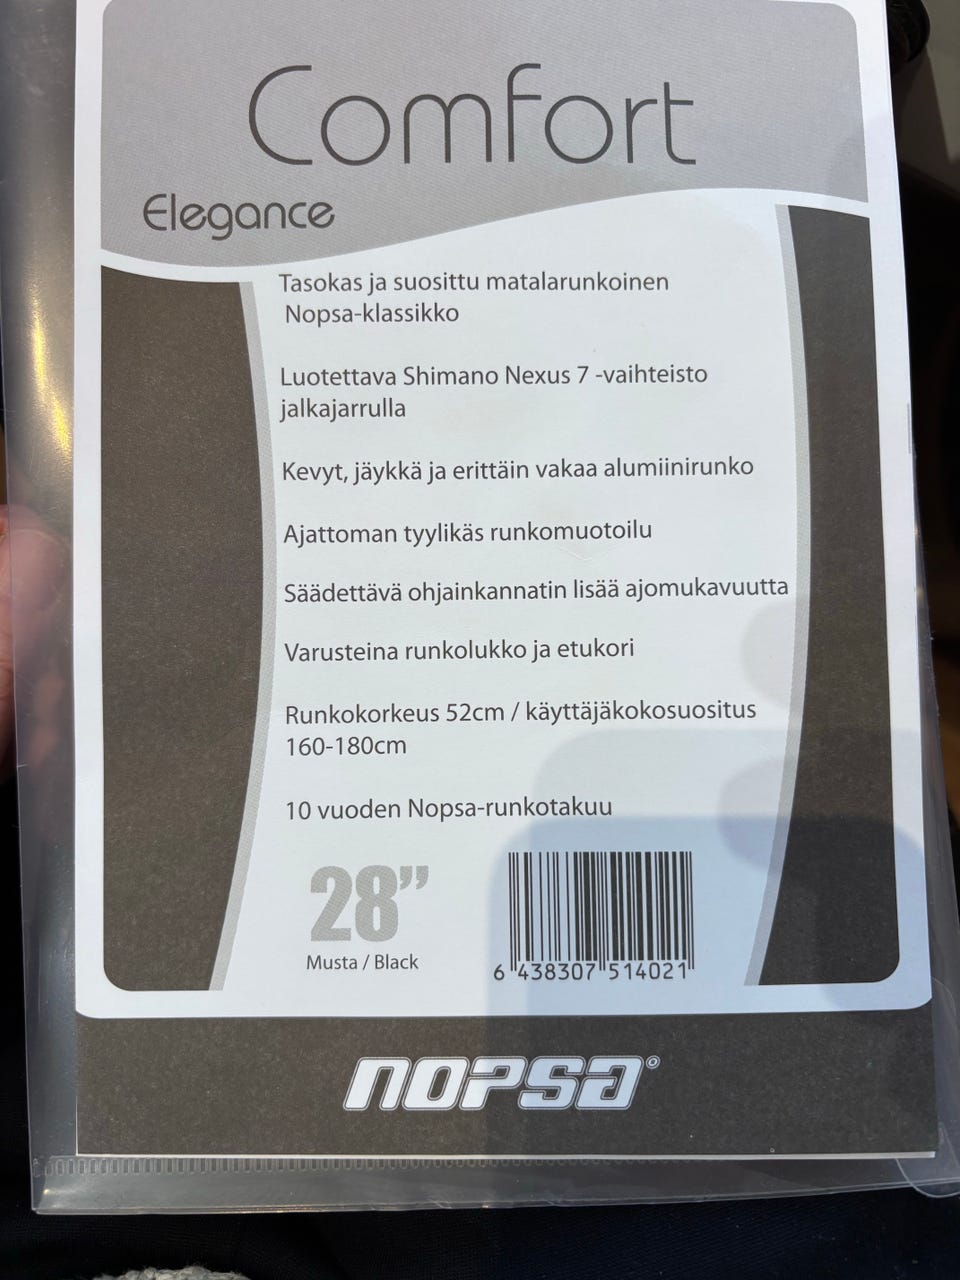 Comfort
Elegance
Tasokas ja suosittu matalarunkoinen
Nopsa-klassikko
Luotettava Shimano Nexus 7 -vaihteisto
jalkajarrulla
Kevyt, jäykkä ja erittäin vakaa alumiinirunko
Ajattoman tyylikäs runkomuotoilu
Säädettävä ohjainkannatin lisää ajomukavuutta
Varusteina runkolukko ja etukori
Runkokorkeus 52cm / käyttäjäkokosuositus
160-180cm
10 vuoden Nopsa-runkotakuu
28”
Musta / Black
6 438307 514021
nopsa